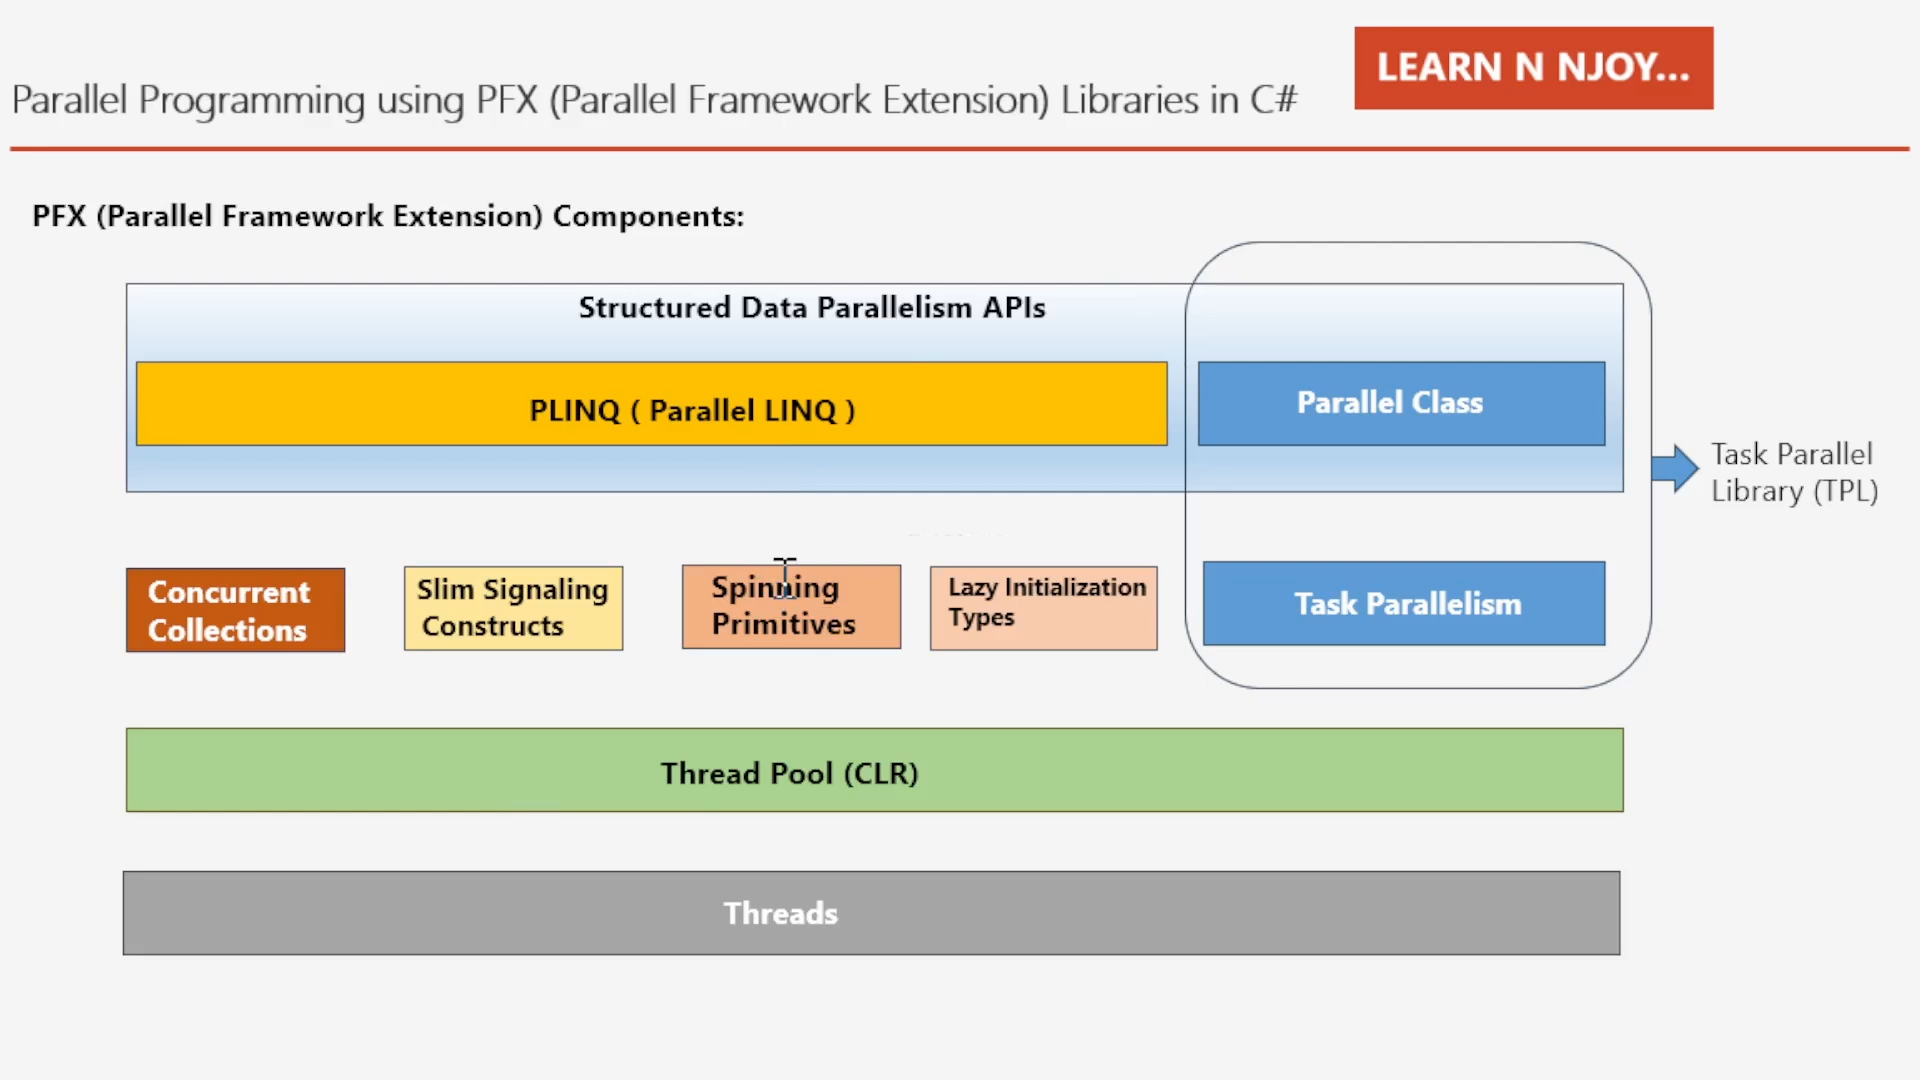 LEARN N NJOY...
Parallel Programming using PFX (Parallel Framework Extension) Libraries in C#
PFX (Parallel Framework Extension) Components:
Structured Data Parallelism APIs
PLINQ ( Parallel LINQ )
Parallel Class
Task Parallel
Library (TPL)
Concurrent
Collections
Slim Signaling
Constructs
Spinning
Primitives
Lazy Initialization
Types
Task Parallelism
Thread Pool (CLR)
Threads